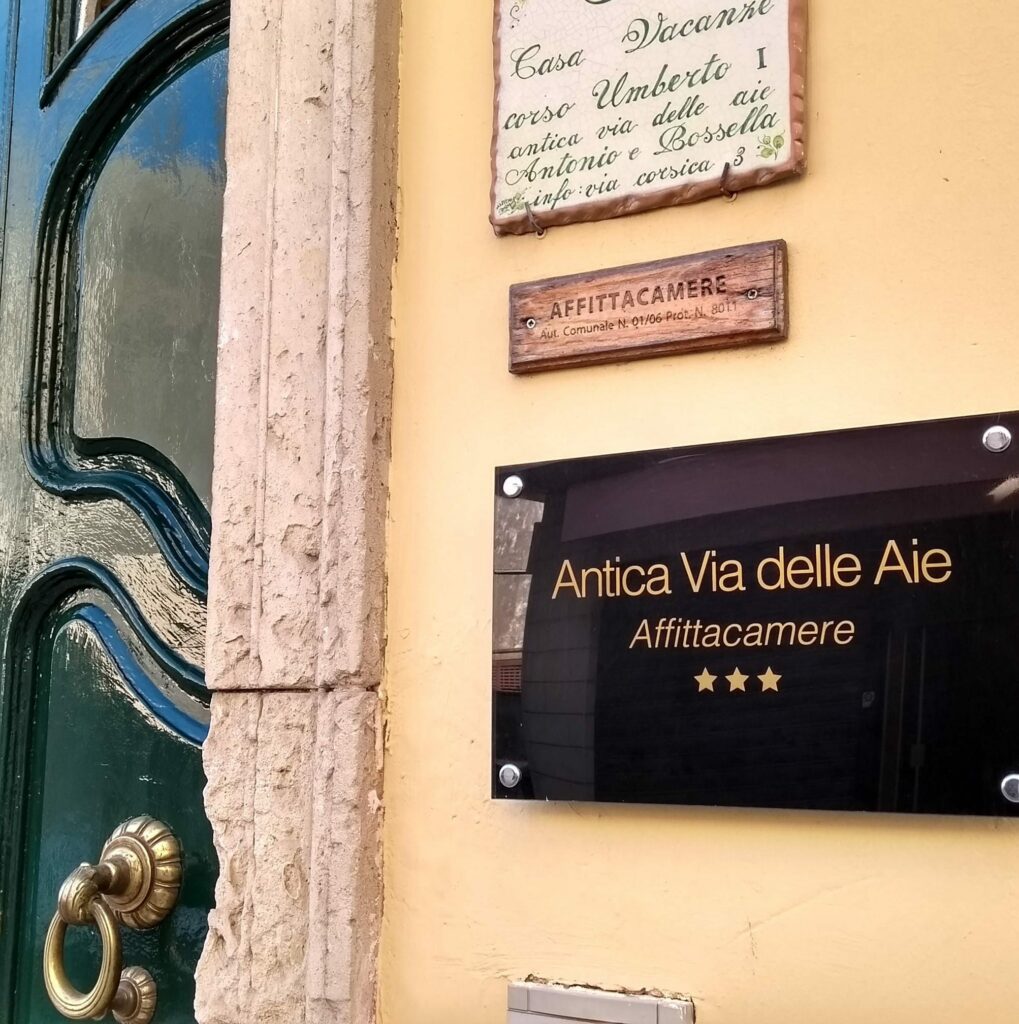 Casa Vacanze
corso Umberto I
antica via delle aie
Antonio e Rossella
info: via corsica 3
AFFITTACAMERE
Aut. Comunale N. 01/06 Prot. N. 8011
Antica Via delle Aie
Affittacamere